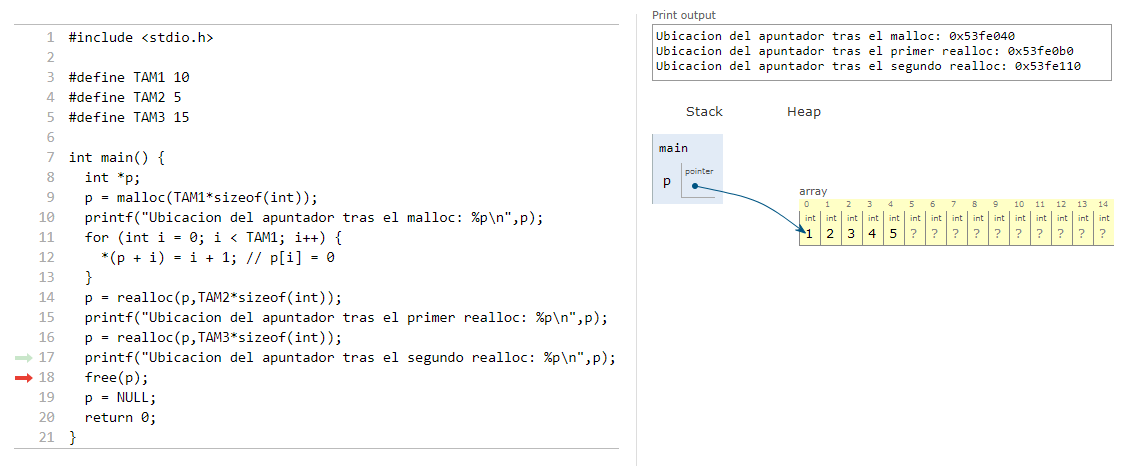 1 #include <stdio.h>
2
3 #define TAM1 10
4 #define TAM2 5
5 #define TAM3 15
6
7 int main() {
8   int *p;
9   p = malloc(TAM1*sizeof(int));
10   printf("Ubicacion del apuntador tras el malloc: %p\n",p);
11   for (int i = 0; i < TAM1; i++) {
12     *(p + i) = i + 1; // p[i] = 0
13   }
14   p = realloc(p,TAM2*sizeof(int));
15   printf("Ubicacion del apuntador tras el primer realloc: %p\n",p);
16   p = realloc(p,TAM3*sizeof(int));
17   printf("Ubicacion del apuntador tras el segundo realloc: %p\n",p);
18   free(p);
19   p = NULL;
20   return 0;
21 }
Print output
Ubicacion del apuntador tras el malloc: 0x53fe040
Ubicacion del apuntador tras el primer realloc: 0x53fe0b0
Ubicacion del apuntador tras el segundo realloc: 0x53fe110
Stack Heap
main
pointer
p
array
0 1 2 3 4 5 6 7 8 9 10 11 12 13 14
int int int int int int int int int int int int int int int
1 2 3 4 5 ? ? ? ? ? ? ? ? ? ?